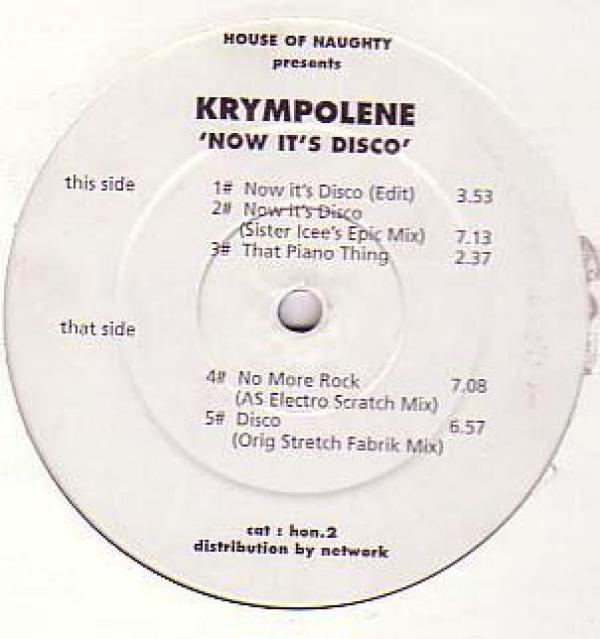 HOUSE OF NAUGHTY
presents
KRYMPOLENE
'NOW IT'S DISCO'
this side
1# Now it's Disco (Edit) 3.53
2# Now it's Disco
(Sister Icee's Epic Mix) 7.13
3# That Piano Thing 2.37
that side
4# No More Rock 7.08
(AS Electro Scratch Mix)
5# Disco 6.57
(Orig Stretch Fabrik Mix)
cat : hon.2
distribution by network